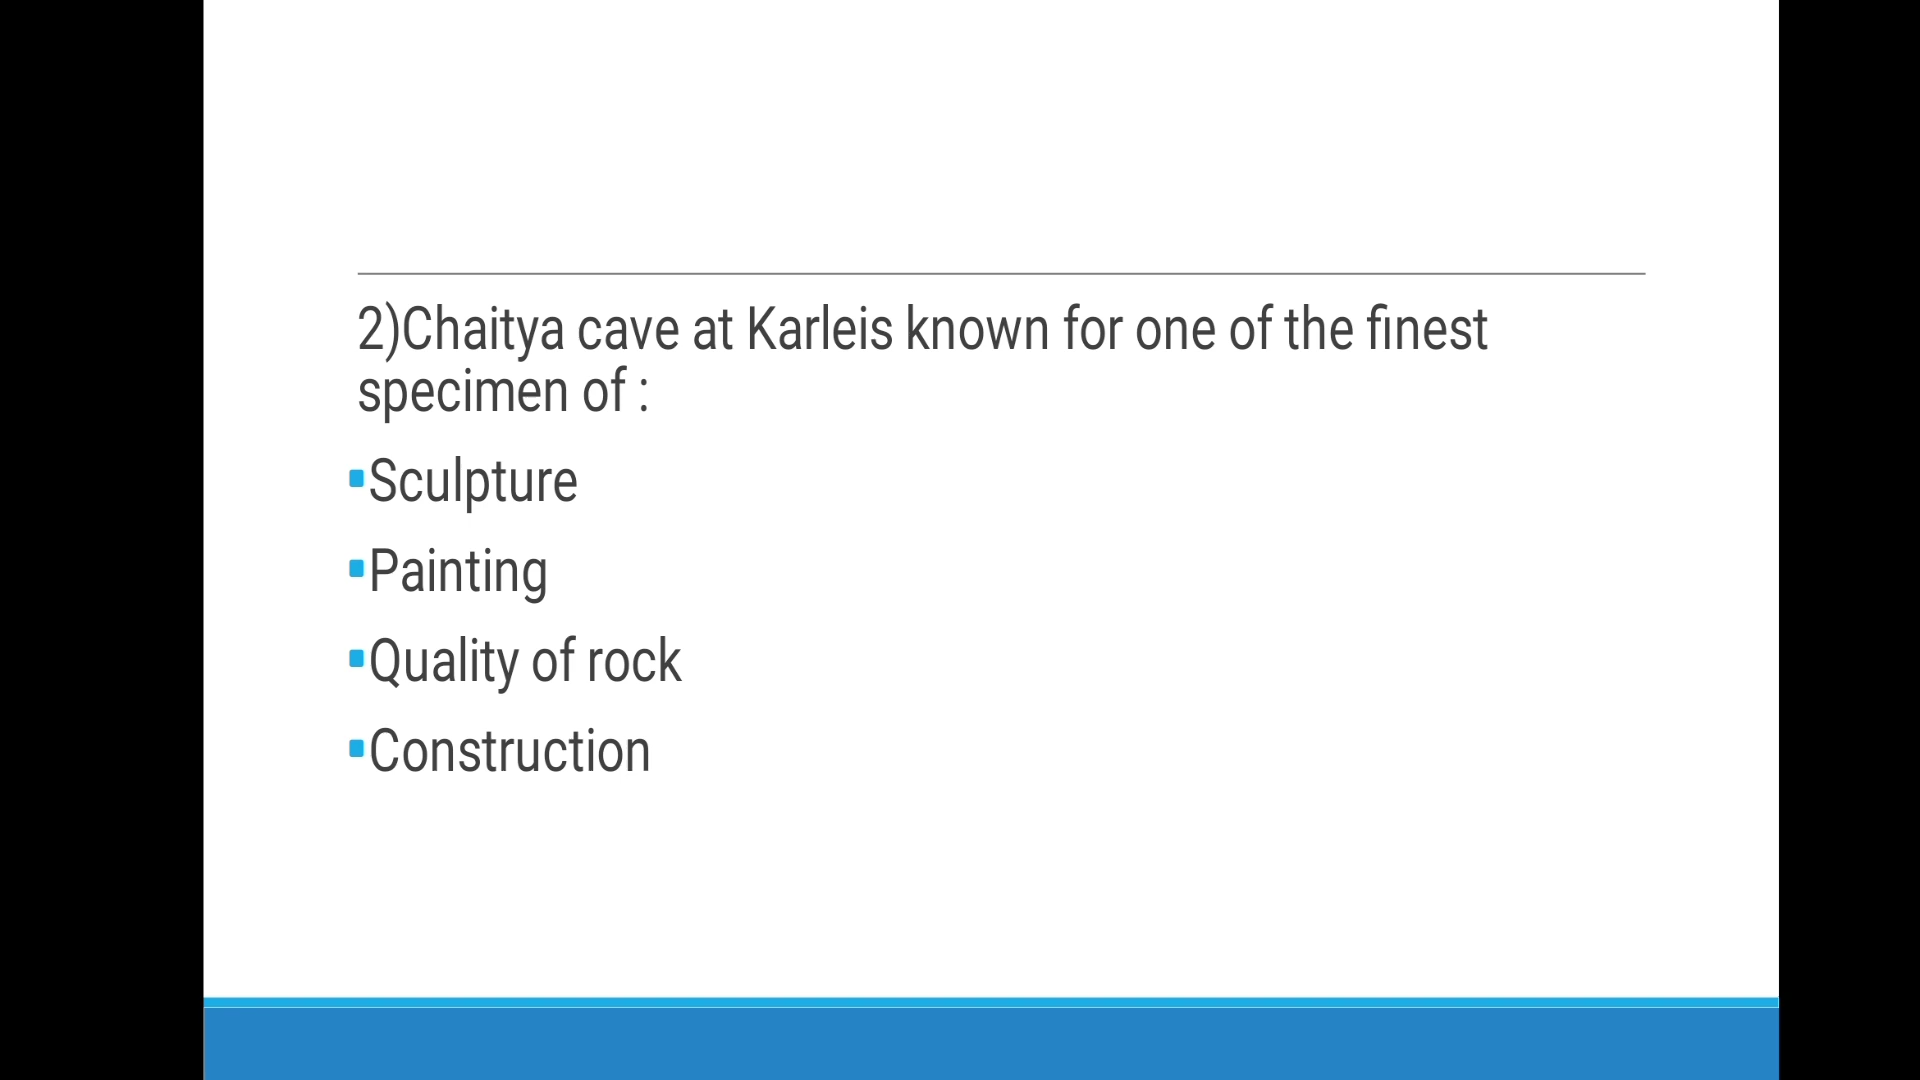 2)Chaitya cave at Karleis known for one of the finest
specimen of :
▪Sculpture
▪Painting
▪Quality of rock
▪Construction